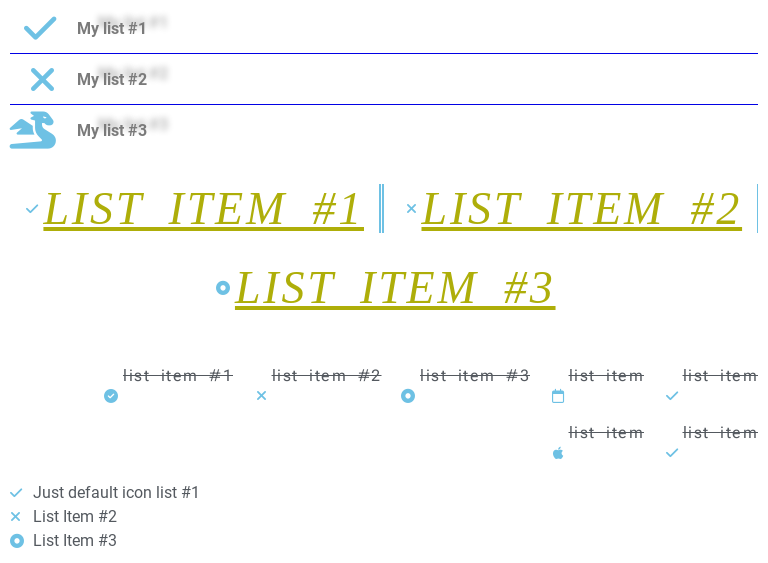 My list #1
My list #2
My list #3
LIST ITEM #1 LIST ITEM #2
LIST ITEM #3
list item #1 list item #2 list item #3 list item list item
list item list item
Just default icon list #1
List Item #2
List Item #3